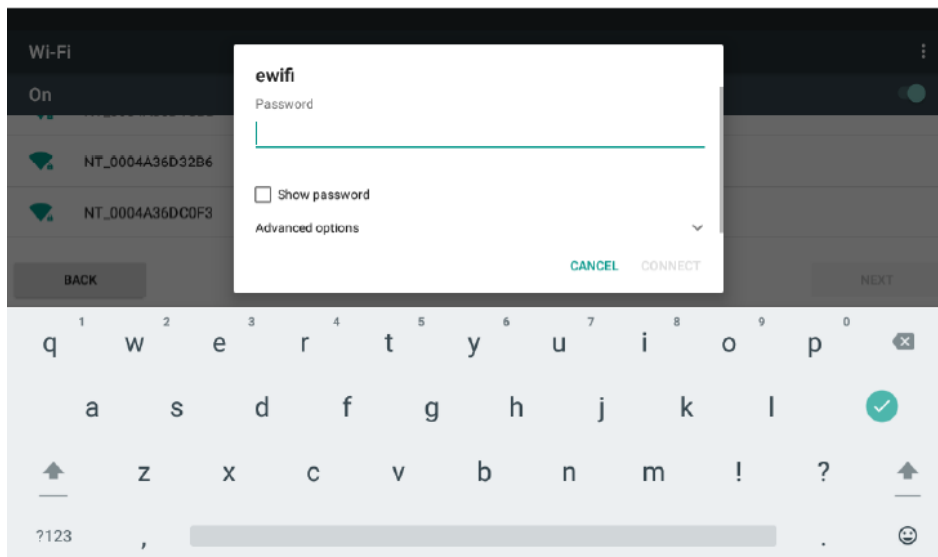 Wi-Fi
On
NT_0004A36D32B6
NT_0004A36DC0F3
BACK
NEXT
ewifi
Password
Show password
Advanced options
CANCEL CONNECT
1 2 3 4 5 6 7 8 9 0
q w e r t y u i o p
a s d f g h j k l
z x c v b n m ! ?
?123 , .